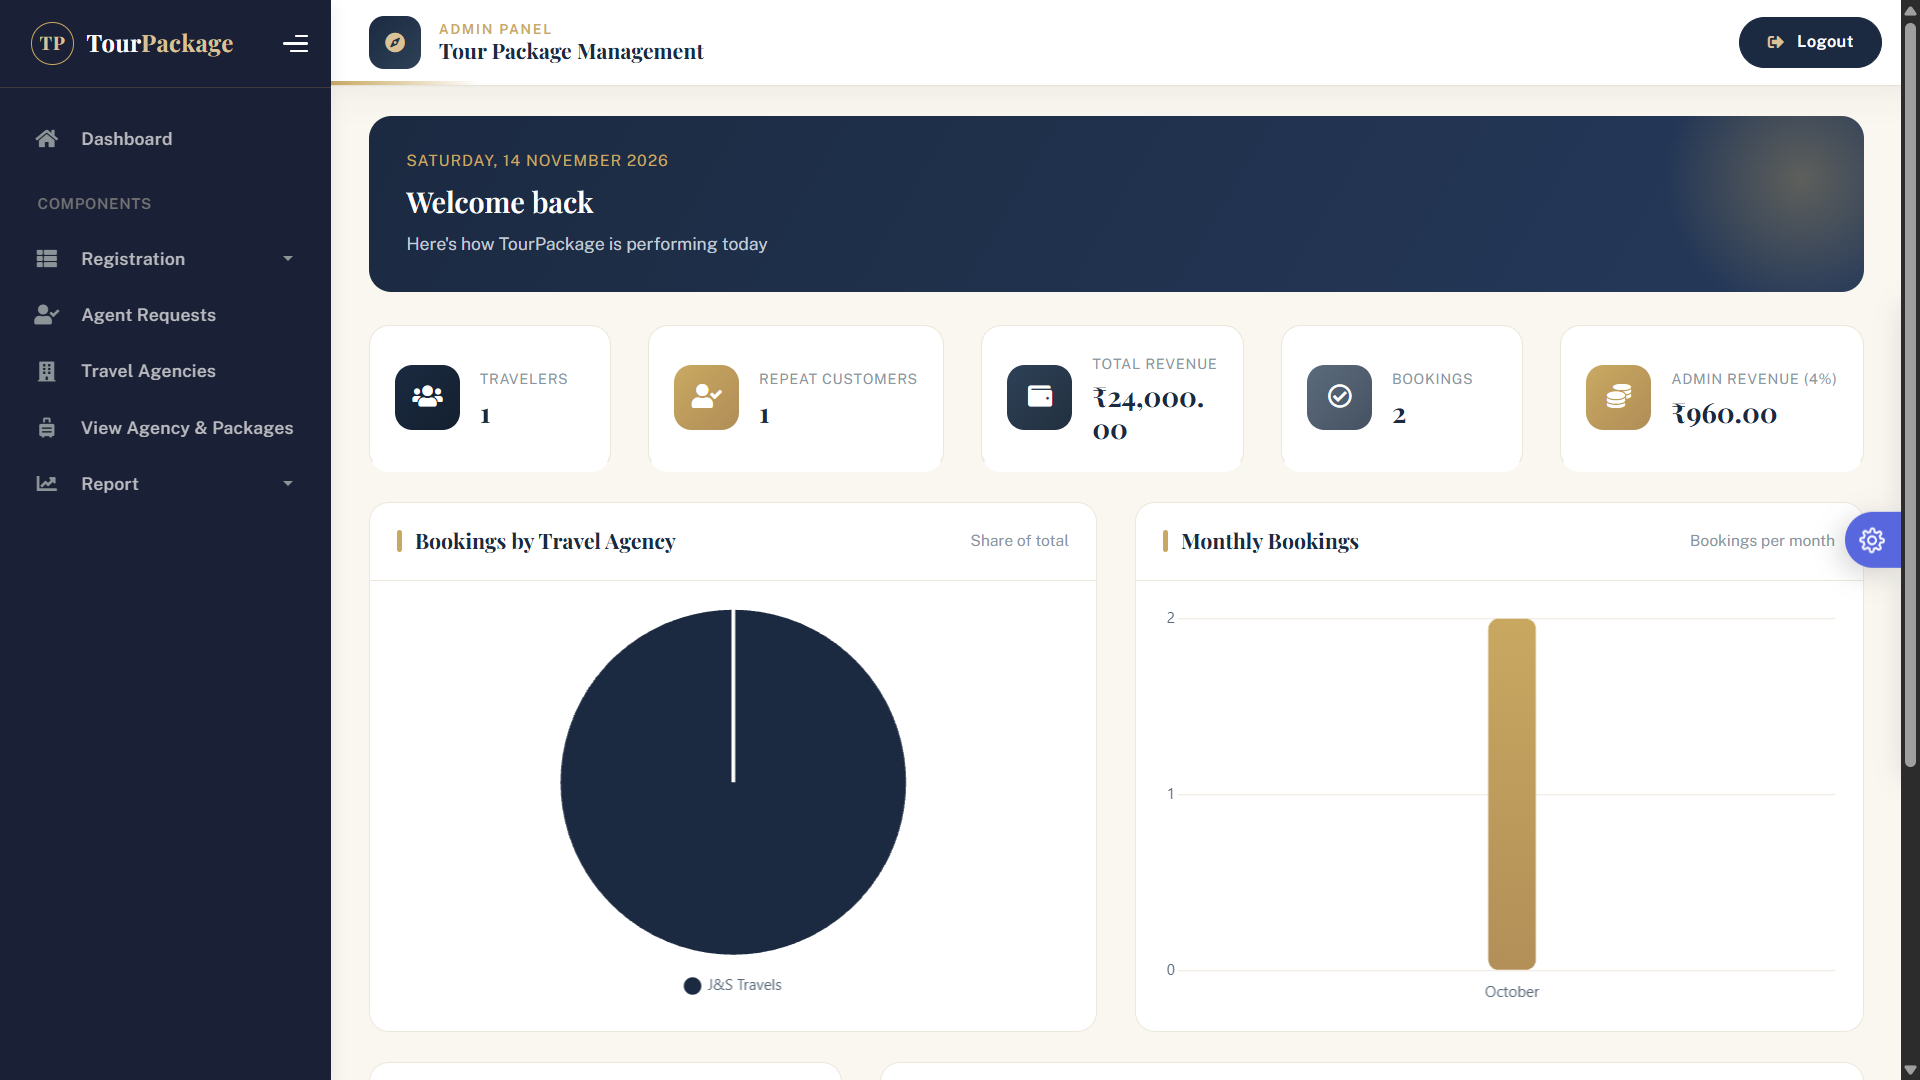 TP TourPackage
Dashboard
COMPONENTS
Registration
Agent Requests
Travel Agencies
View Agency & Packages
Report
ADMIN PANEL
Tour Package Management
Logout
SATURDAY, 14 NOVEMBER 2026
Welcome back
Here's how TourPackage is performing today
TRAVELERS
1
REPEAT CUSTOMERS
1
TOTAL REVENUE
₹24,000.
00
BOOKINGS
2
ADMIN REVENUE (4%)
₹960.00
Bookings by Travel Agency
Share of total
J&S Travels
Monthly Bookings
Bookings per month
2
1
0
October